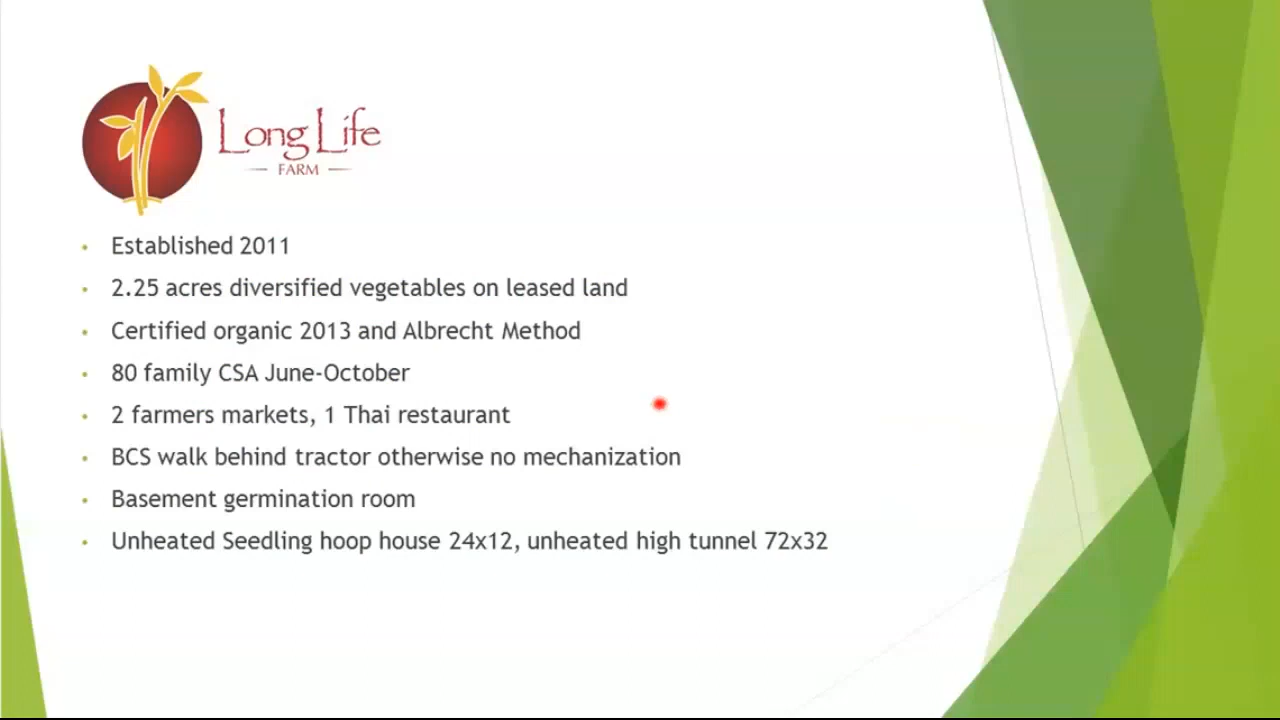 Long Life
FARM
Established 2011
2.25 acres diversified vegetables on leased land
Certified organic 2013 and Albrecht Method
80 family CSA June-October
2 farmers markets, 1 Thai restaurant
BCS walk behind tractor otherwise no mechanization
Basement germination room
Unheated Seedling hoop house 24x12, unheated high tunnel 72x32